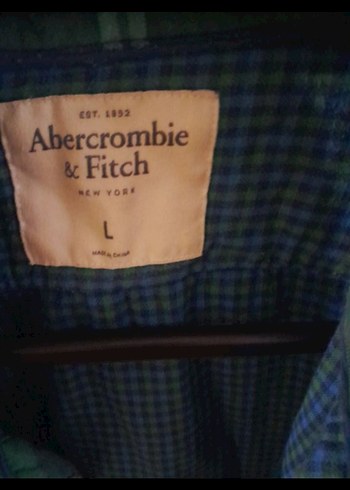 EST. 1892
Abercrombie
& Fitch
NEW YORK
L
MADE IN CHINA